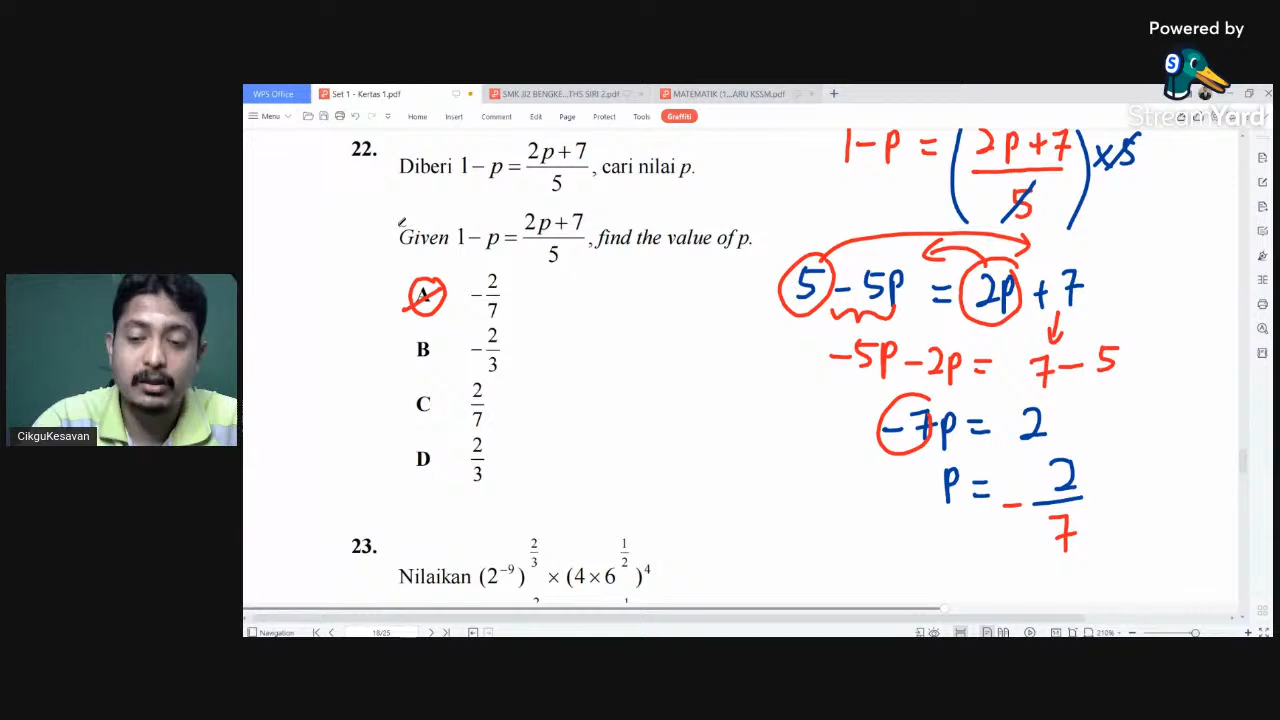 Powered by
S
StreamYard
WPS Office
Set 1 - Kertas 1.pdf
SMK JI2 BENGKE...THS SIRI 2.pdf
MATEMATIK (1...ARU KSSM.pdf
Menu
Home
Insert
Comment
Edit
Page
Protect
Tools
Graffiti
22.
Diberi 1 − p = (2p + 7)/5, cari nilai p.
Given 1 − p = (2p + 7)/5, find the value of p.
A −2/7
B −2/3
C 2/7
D 2/3
23.
Nilaikan (2⁻⁹)^(2/3) × (4 × 6^(1/2))⁴
1 − p = ((2p + 7)/5) × 5
5 − 5p = 2p + 7
−5p − 2p = 7 − 5
−7p = 2
p = −2/7
CikguKesavan
Navigation
18/25
210%